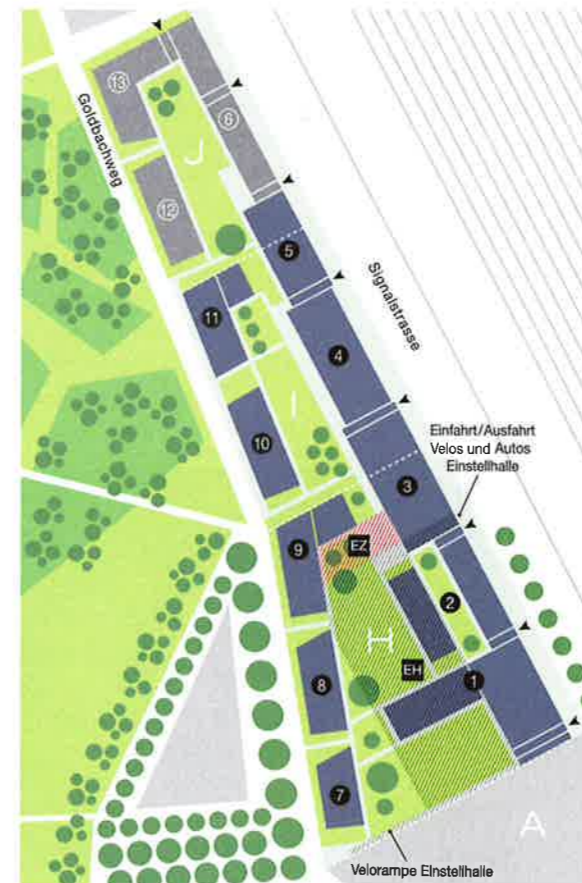 13
6
Goldbachweg
J
12
5
Signalstrasse
11
4
I
10
Einfahrt/Ausfahrt
Velos und Autos
Einstellhalle
3
9
EZ
2
H
EH
8
1
7
A
Velorampe EInstellhalle